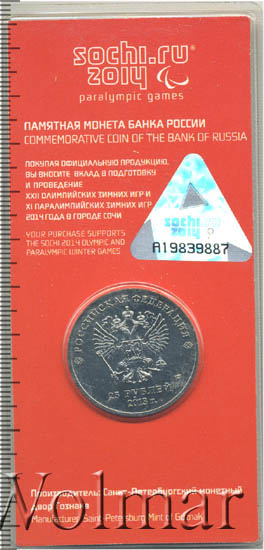 sochi.ru
2014
paralympic games
ПАМЯТНАЯ МОНЕТА БАНКА РОССИИ
COMMEMORATIVE COIN OF THE BANK OF RUSSIA
ПОКУПАЯ ОФИЦИАЛЬНУЮ ПРОДУКЦИЮ,
ВЫ ВНОСИТЕ ВКЛАД В ПОДГОТОВКУ
И ПРОВЕДЕНИЕ
XXII ОЛИМПИЙСКИХ ЗИМНИХ ИГР И
XI ПАРАЛИМПИЙСКИХ ЗИМНИХ ИГР
2014 ГОДА В ГОРОДЕ СОЧИ
YOUR PURCHASE SUPPORTS
THE SOCHI 2014 OLYMPIC AND
PARALYMPIC WINTER GAMES
sochi.ru
2014
A19839887
РОССИЙСКАЯ ФЕДЕРАЦИЯ
25 РУБЛЕЙ
2013 г.
Производитель: Санкт-Петербургский монетный
двор Гознака
Manufacturer: Saint-Petersburg Mint of Goznak
Volmar